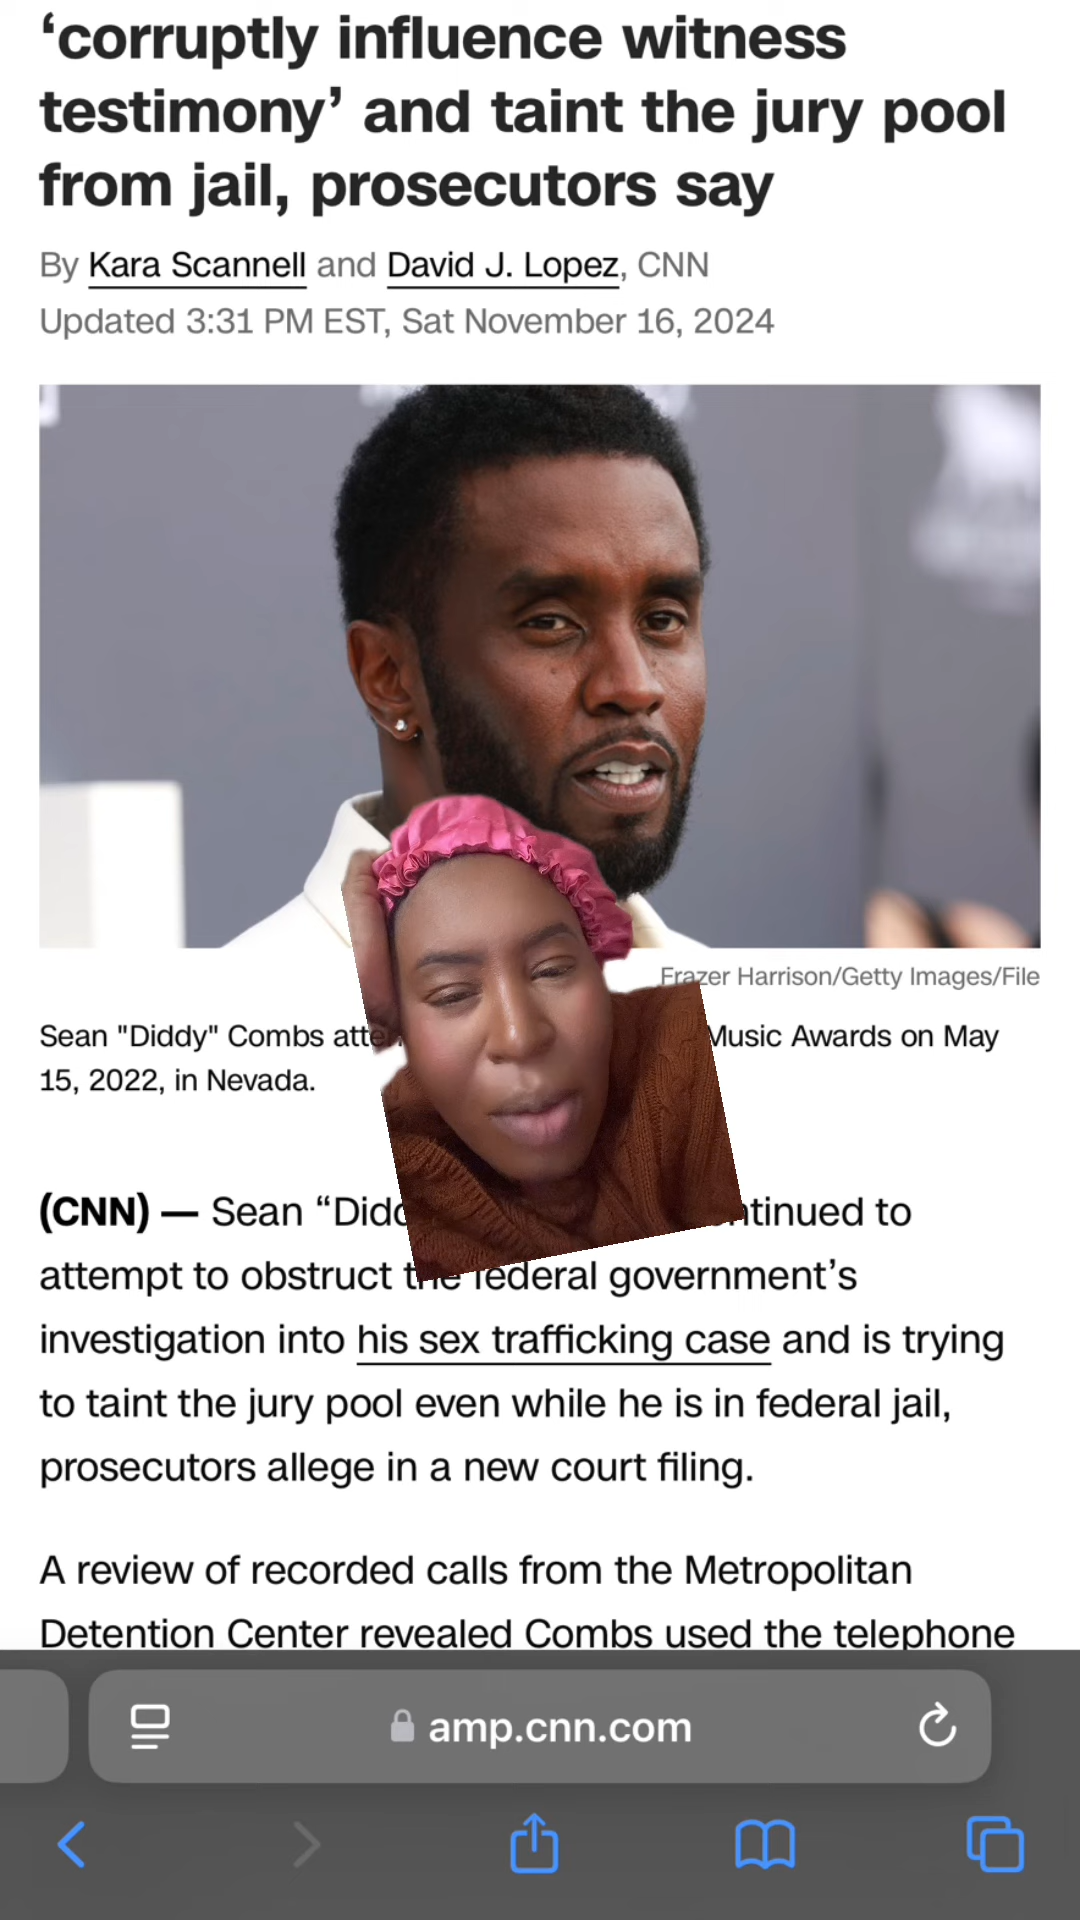 ‘corruptly influence witness
testimony’ and taint the jury pool
from jail, prosecutors say
By Kara Scannell and David J. Lopez, CNN
Updated 3:31 PM EST, Sat November 16, 2024
Frazer Harrison/Getty Images/File
Sean "Diddy" Combs Music Awards on May
15, 2022, in Nevada.
(CNN) — Sean to
attempt to obstruct the federal government’s
investigation into his sex trafficking case and is trying
to taint the jury pool even while he is in federal jail,
prosecutors allege in a new court filing.
A review of recorded calls from the Metropolitan
Detention Center revealed Combs used the telephone
amp.cnn.com